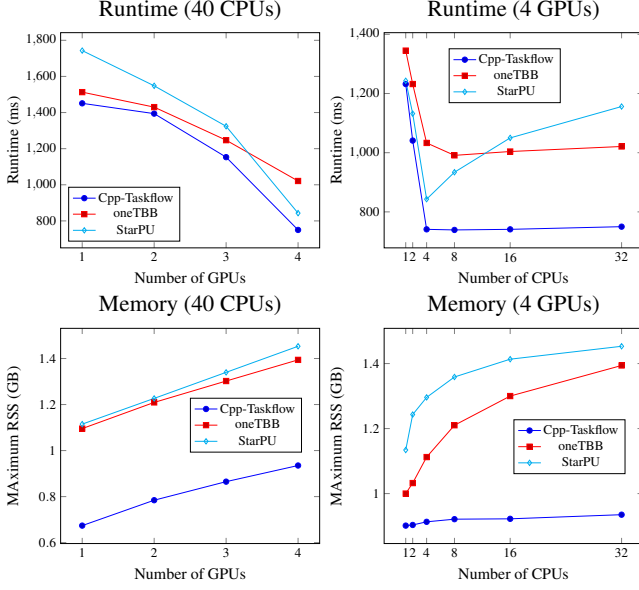 Runtime (40 CPUs)
1,800
1,600
1,400
1,200
1,000
800
Runtime (ms)
Cpp-Taskflow
oneTBB
StarPU
1 2 3 4
Number of GPUs
Runtime (4 GPUs)
1,400
1,200
1,000
800
Runtime (ms)
Cpp-Taskflow
oneTBB
StarPU
1 2 4 8 16 32
Number of CPUs
Memory (40 CPUs)
1.4
1.2
1
0.8
0.6
MAximum RSS (GB)
Cpp-Taskflow
oneTBB
StarPU
1 2 3 4
Number of GPUs
Memory (4 GPUs)
1.4
1.2
1
MAximum RSS (GB)
Cpp-Taskflow
oneTBB
StarPU
1 2 4 8 16 32
Number of CPUs